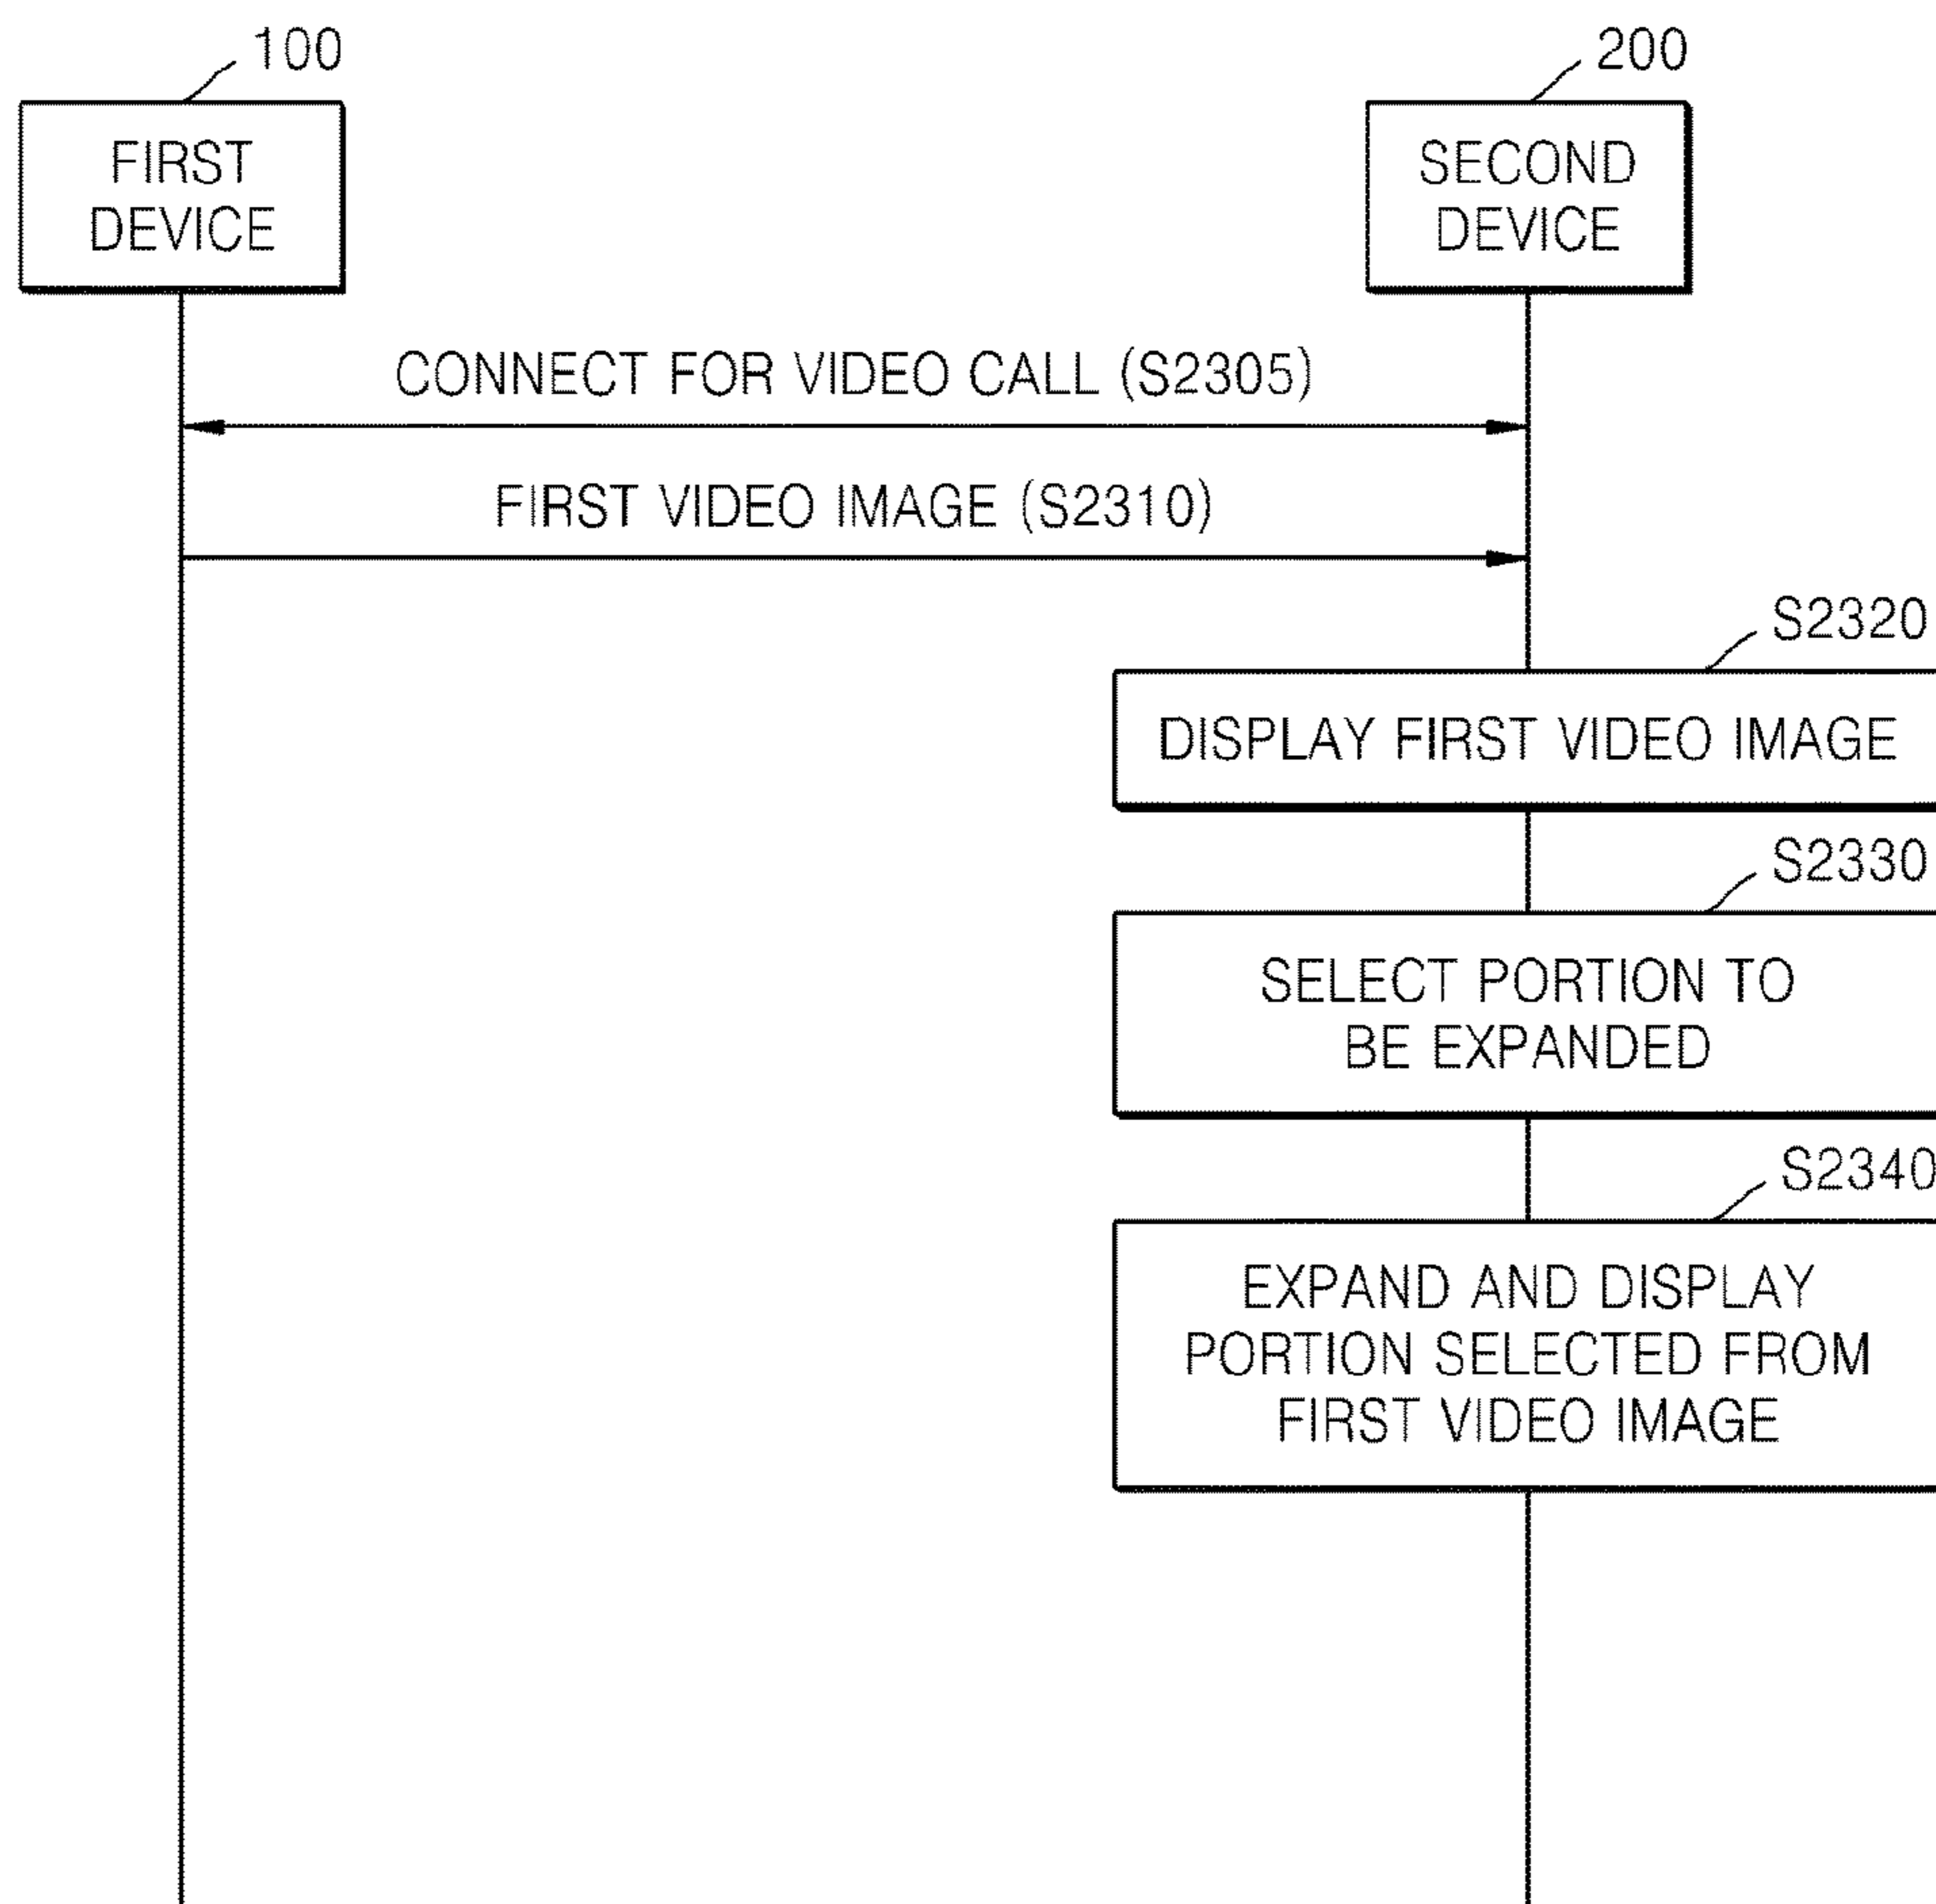 100
200
FIRST
DEVICE
SECOND
DEVICE
CONNECT FOR VIDEO CALL (S2305)
FIRST VIDEO IMAGE (S2310)
S2320
DISPLAY FIRST VIDEO IMAGE
S2330
SELECT PORTION TO
BE EXPANDED
S2340
EXPAND AND DISPLAY
PORTION SELECTED FROM
FIRST VIDEO IMAGE